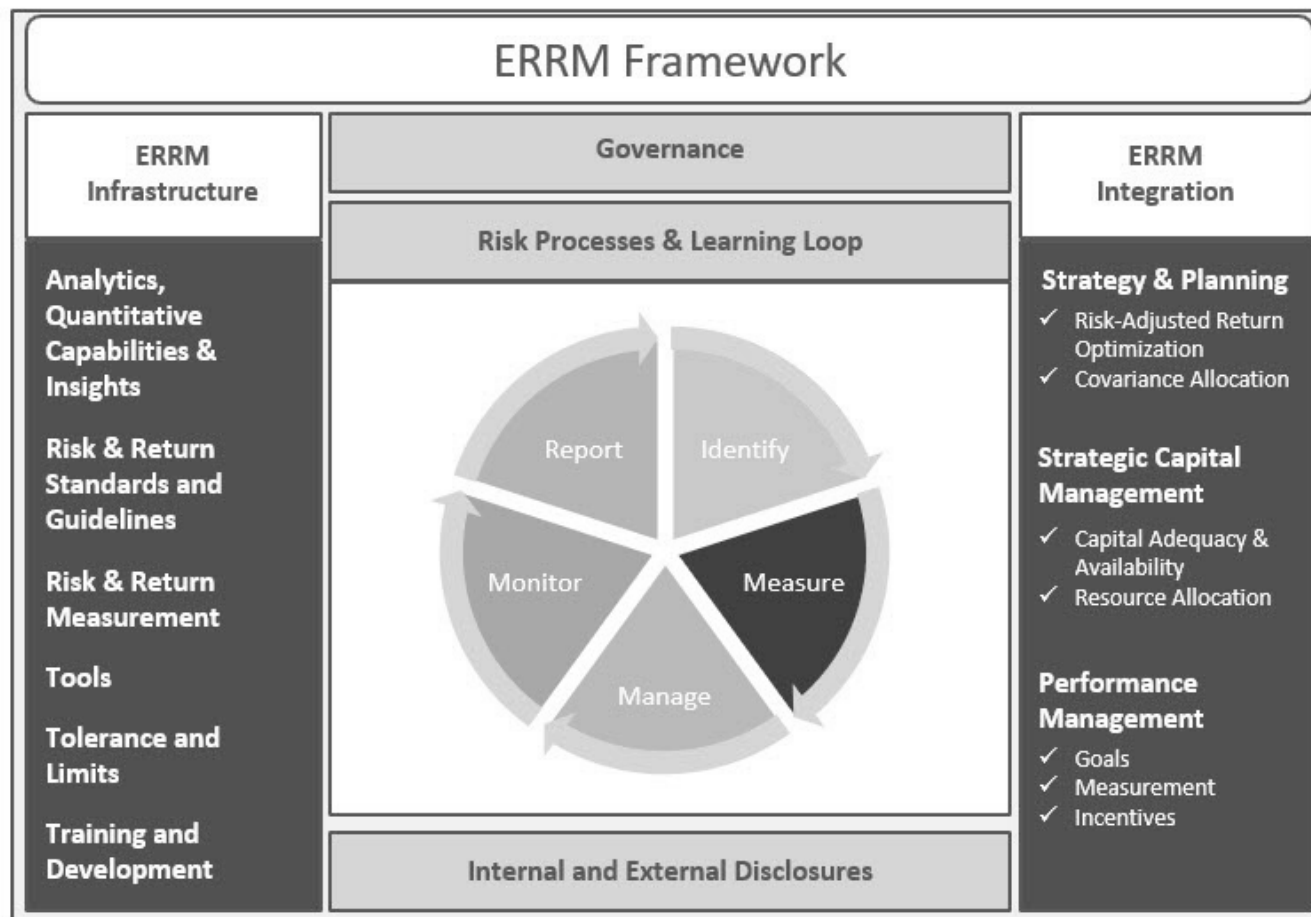 ERRM Framework
ERRM
Infrastructure
Analytics,
Quantitative
Capabilities &
Insights
Risk & Return
Standards and
Guidelines
Risk & Return
Measurement
Tools
Tolerance and
Limits
Training and
Development
Governance
Risk Processes & Learning Loop
Report
Identify
Monitor
Measure
Manage
Internal and External Disclosures
ERRM
Integration
Strategy & Planning
✓ Risk-Adjusted Return
Optimization
✓ Covariance Allocation
Strategic Capital
Management
✓ Capital Adequacy &
Availability
✓ Resource Allocation
Performance
Management
✓ Goals
✓ Measurement
✓ Incentives